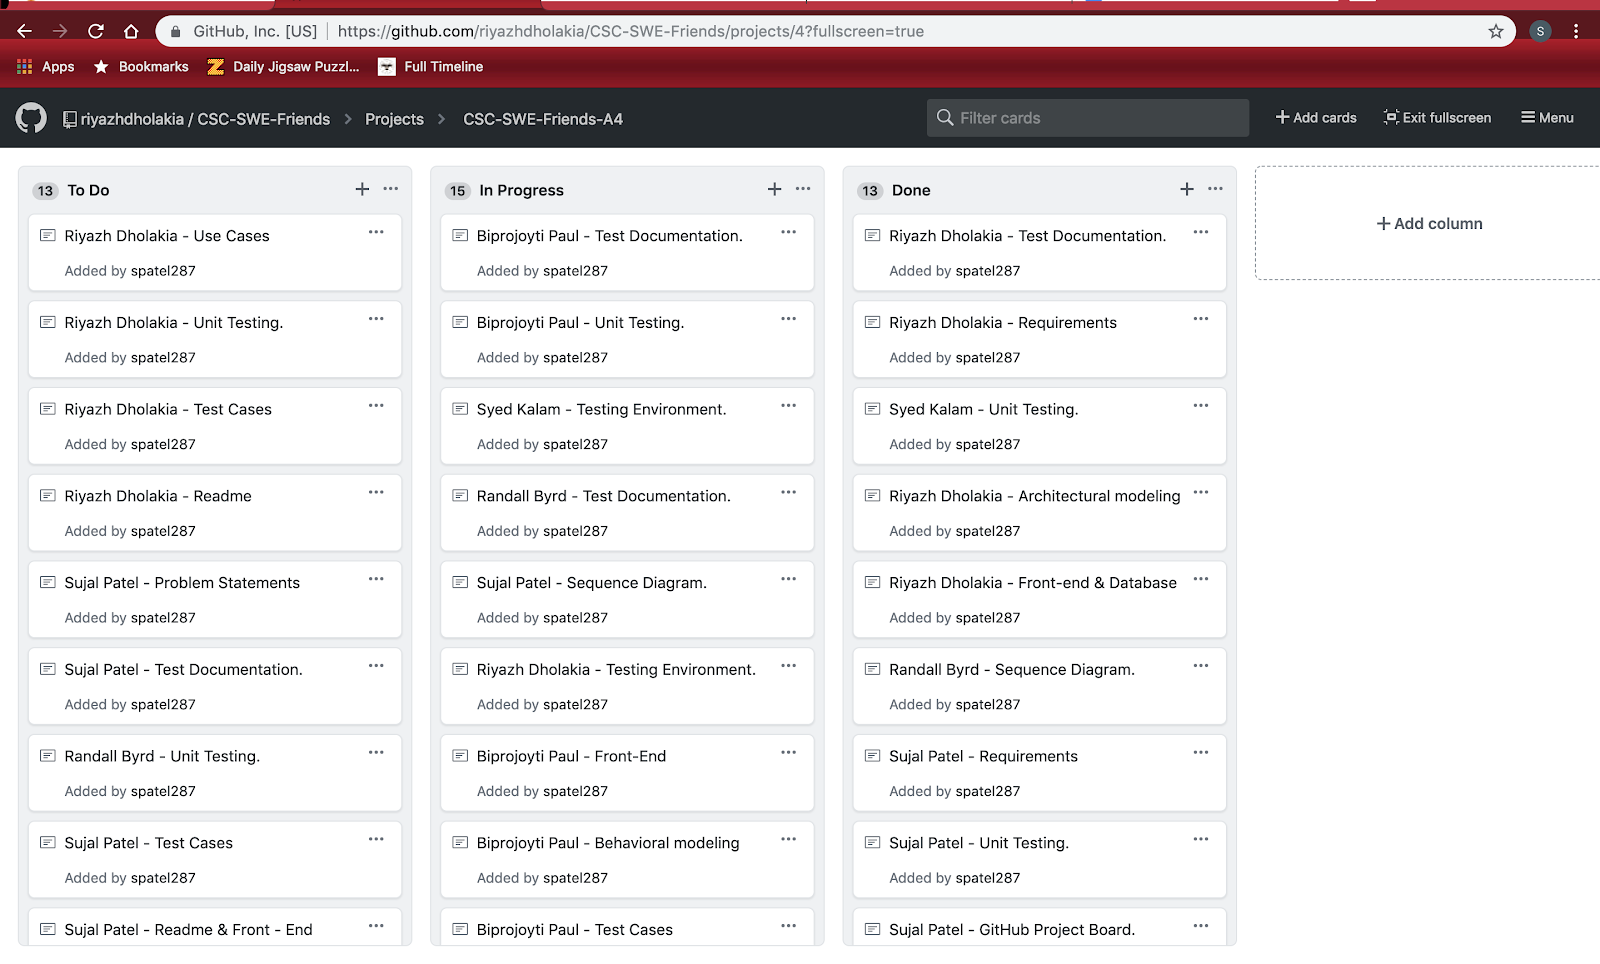 GitHub, Inc. [US] https://github.com/riyazhdholakia/CSC-SWE-Friends/projects/4?fullscreen=true S
Apps Bookmarks Daily Jigsaw Puzzl... Full Timeline
riyazhdholakia / CSC-SWE-Friends > Projects > CSC-SWE-Friends-A4 Filter cards + Add cards Exit fullscreen Menu
13 To Do
Riyazh Dholakia - Use Cases
Added by spatel287
Riyazh Dholakia - Unit Testing.
Added by spatel287
Riyazh Dholakia - Test Cases
Added by spatel287
Riyazh Dholakia - Readme
Added by spatel287
Sujal Patel - Problem Statements
Added by spatel287
Sujal Patel - Test Documentation.
Added by spatel287
Randall Byrd - Unit Testing.
Added by spatel287
Sujal Patel - Test Cases
Added by spatel287
Sujal Patel - Readme & Front - End
15 In Progress
Biprojoyti Paul - Test Documentation.
Added by spatel287
Biprojoyti Paul - Unit Testing.
Added by spatel287
Syed Kalam - Testing Environment.
Added by spatel287
Randall Byrd - Test Documentation.
Added by spatel287
Sujal Patel - Sequence Diagram.
Added by spatel287
Riyazh Dholakia - Testing Environment.
Added by spatel287
Biprojoyti Paul - Front-End
Added by spatel287
Biprojoyti Paul - Behavioral modeling
Added by spatel287
Biprojoyti Paul - Test Cases
13 Done
Riyazh Dholakia - Test Documentation.
Added by spatel287
Riyazh Dholakia - Requirements
Added by spatel287
Syed Kalam - Unit Testing.
Added by spatel287
Riyazh Dholakia - Architectural modeling
Added by spatel287
Riyazh Dholakia - Front-end & Database
Added by spatel287
Randall Byrd - Sequence Diagram.
Added by spatel287
Sujal Patel - Requirements
Added by spatel287
Sujal Patel - Unit Testing.
Added by spatel287
Sujal Patel - GitHub Project Board.
+ Add column